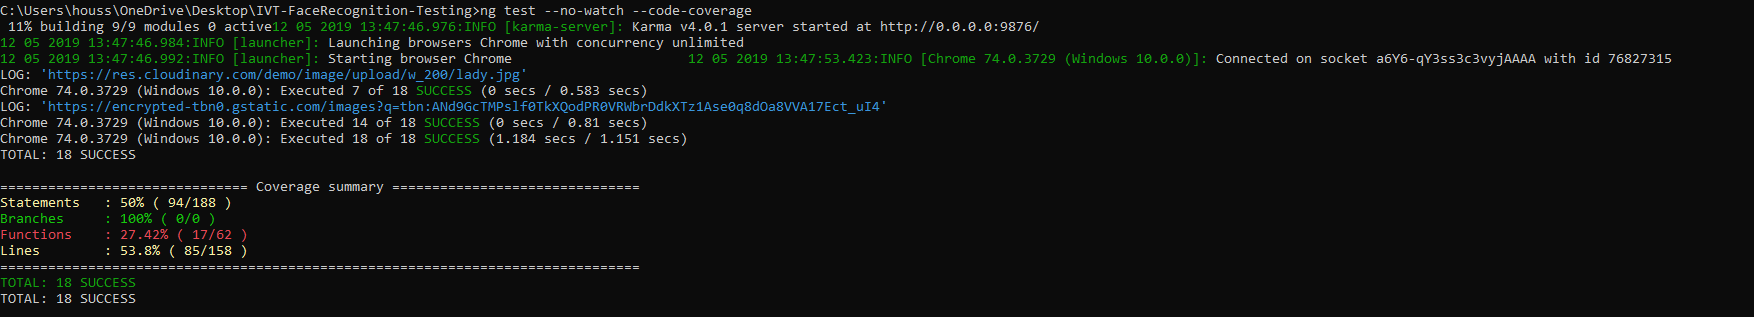 C:\Users\houss\OneDrive\Desktop\IVT-FaceRecognition-Testing>ng test --no-watch --code-coverage
11% building 9/9 modules 0 active12 05 2019 13:47:46.976:INFO [karma-server]: Karma v4.0.1 server started at http://0.0.0.0:9876/
12 05 2019 13:47:46.984:INFO [launcher]: Launching browsers Chrome with concurrency unlimited
12 05 2019 13:47:46.992:INFO [launcher]: Starting browser Chrome 12 05 2019 13:47:53.423:INFO [Chrome 74.0.3729 (Windows 10.0.0)]: Connected on socket a6Y6-qY3ss3c3vyjAAAA with id 76827315
LOG: 'https://res.cloudinary.com/demo/image/upload/w_200/lady.jpg'
Chrome 74.0.3729 (Windows 10.0.0): Executed 7 of 18 SUCCESS (0 secs / 0.583 secs)
LOG: 'https://encrypted-tbn0.gstatic.com/images?q=tbn:ANd9GcTMPslf0TkXQodPR0VRWbrDdkXTz1Ase0q8dOa8VVA17Ect_uI4'
Chrome 74.0.3729 (Windows 10.0.0): Executed 14 of 18 SUCCESS (0 secs / 0.81 secs)
Chrome 74.0.3729 (Windows 10.0.0): Executed 18 of 18 SUCCESS (1.184 secs / 1.151 secs)
TOTAL: 18 SUCCESS
=============================== Coverage summary ===============================
Statements : 50% ( 94/188 )
Branches : 100% ( 0/0 )
Functions : 27.42% ( 17/62 )
Lines : 53.8% ( 85/158 )
================================================================================
TOTAL: 18 SUCCESS
TOTAL: 18 SUCCESS